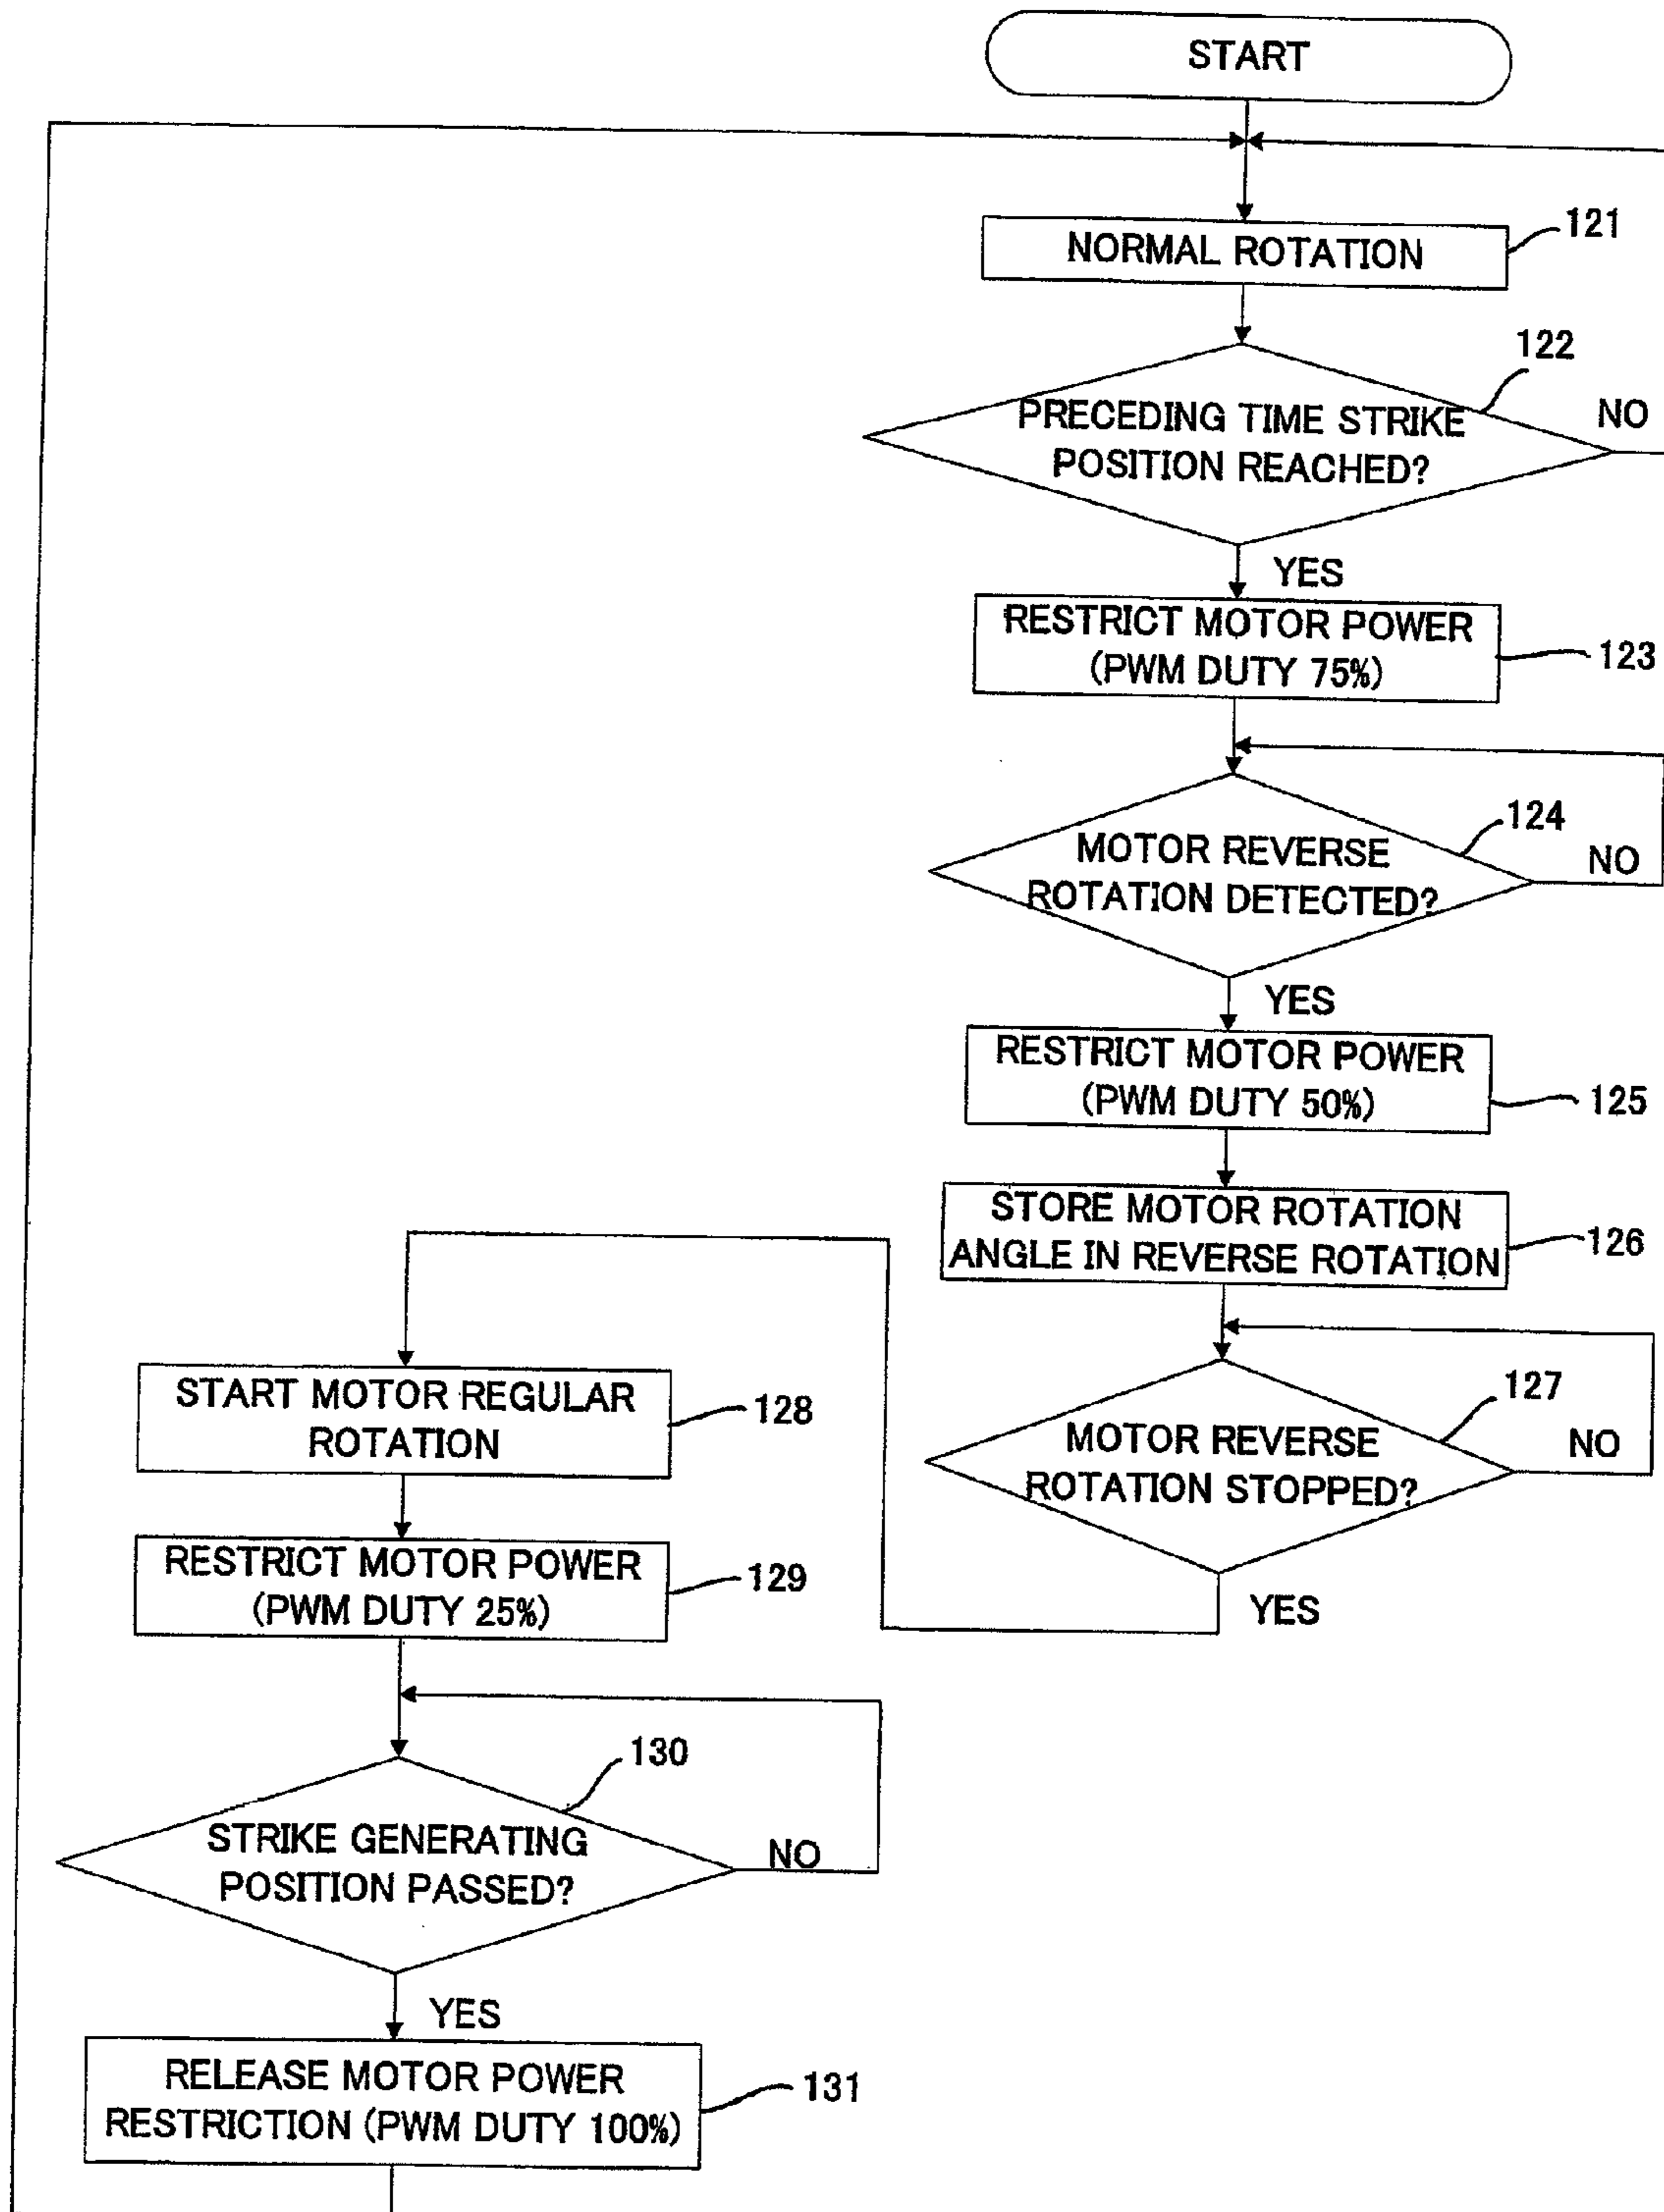 START
NORMAL ROTATION
121
122
PRECEDING TIME STRIKE
POSITION REACHED?
NO
YES
RESTRICT MOTOR POWER
(PWM DUTY 75%)
123
124
MOTOR REVERSE
ROTATION DETECTED?
NO
YES
RESTRICT MOTOR POWER
(PWM DUTY 50%)
125
STORE MOTOR ROTATION
ANGLE IN REVERSE ROTATION
126
127
MOTOR REVERSE
ROTATION STOPPED?
NO
YES
START MOTOR REGULAR
ROTATION
128
RESTRICT MOTOR POWER
(PWM DUTY 25%)
129
130
STRIKE GENERATING
POSITION PASSED?
NO
YES
RELEASE MOTOR POWER
RESTRICTION (PWM DUTY 100%)
131